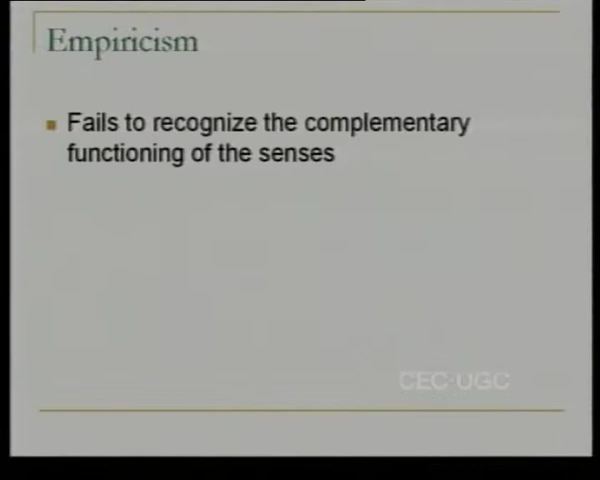 Empiricism
Fails to recognize the complementary
functioning of the senses
CEC-UGC